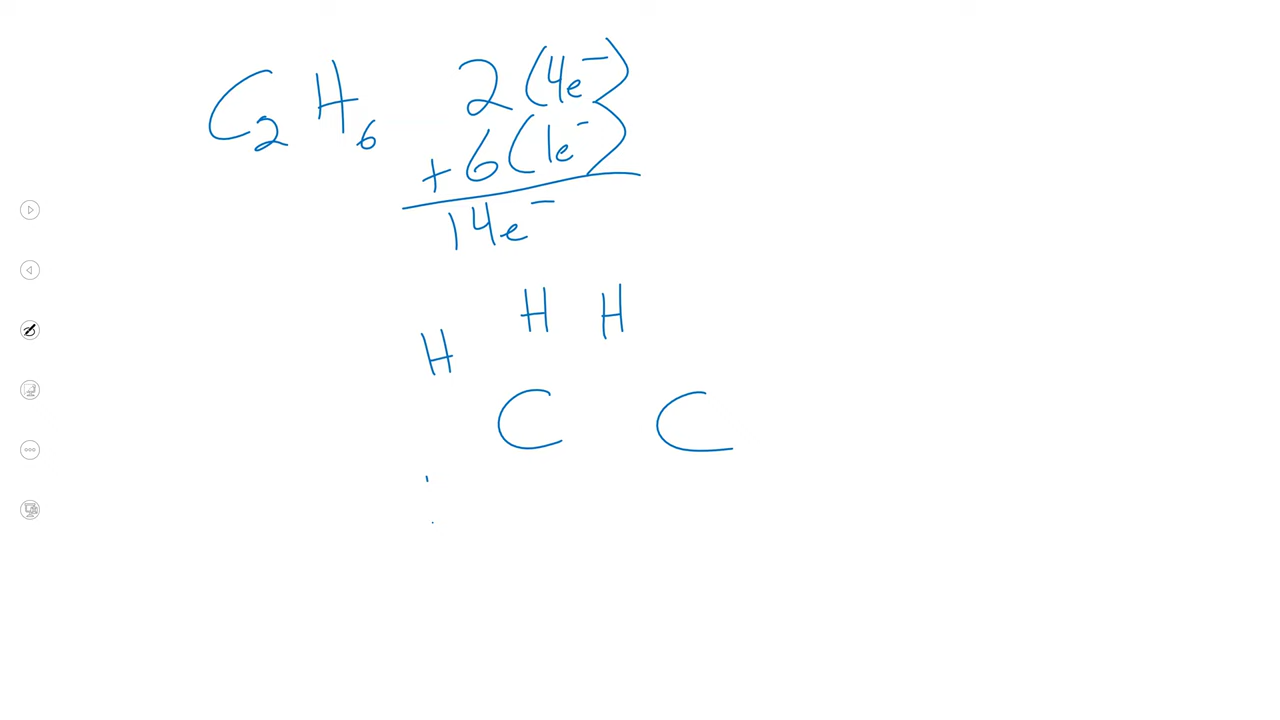 C₂H₆
2(4e⁻)
+6(1e⁻)
14e⁻
H H H
C C